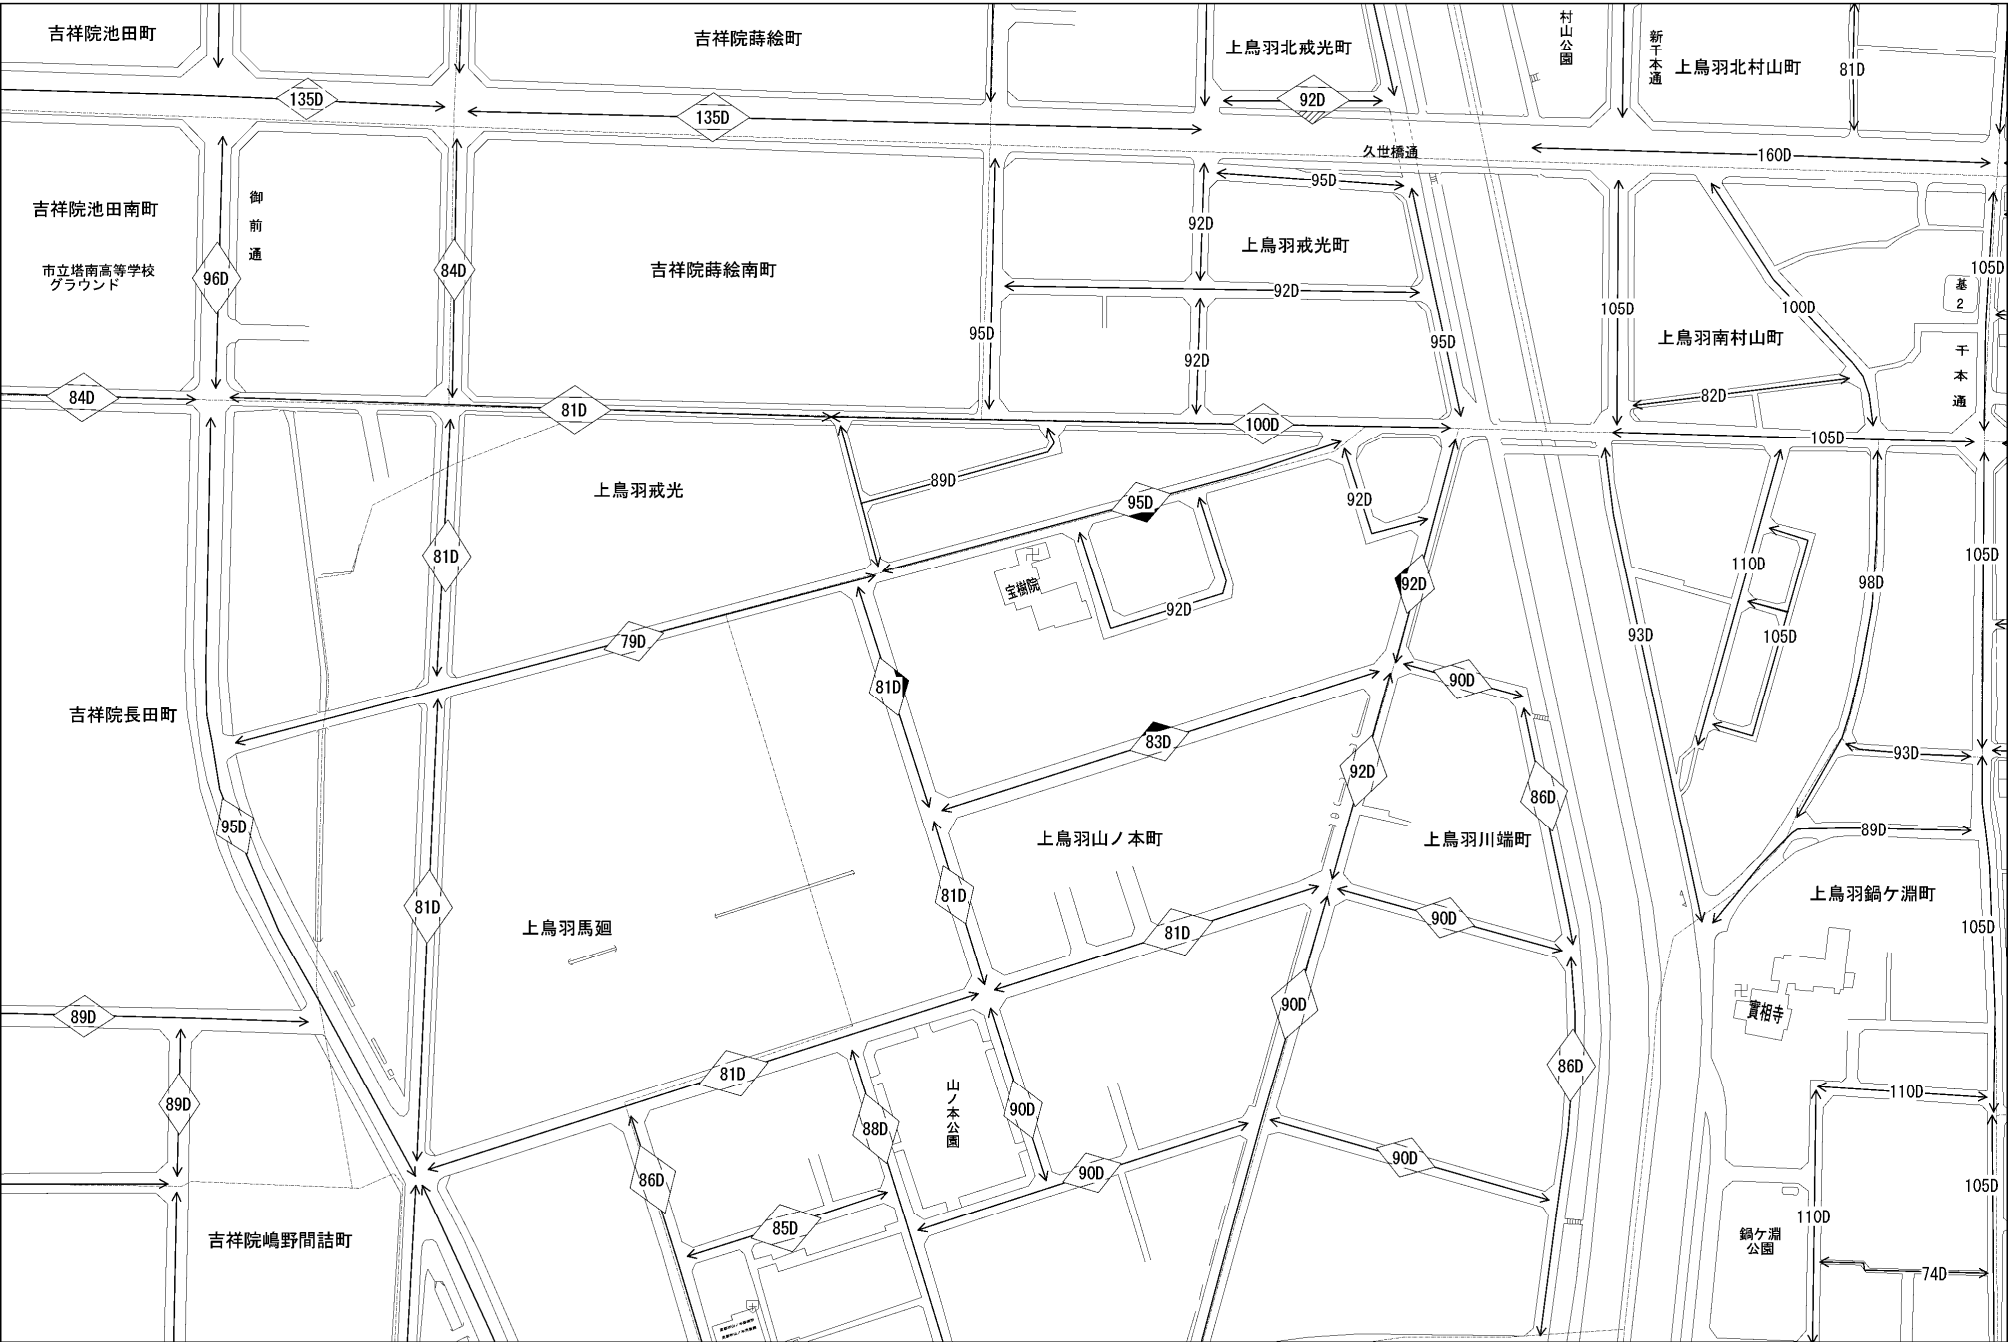 吉祥院池田町
吉祥院蒔絵町
上鳥羽北戒光町
村山公園
新千本通
上鳥羽北村山町
81D
135D
135D
92D
久世橋通
160D
95D
吉祥院池田南町
御前通
92D
上鳥羽戒光町
市立塔南高等学校
グラウンド
96D
84D
吉祥院蒔絵南町
105D
基
2
92D
105D
100D
95D
95D
上鳥羽南村山町
92D
千本通
84D
81D
82D
100D
105D
89D
上鳥羽戒光
95D
92D
81D
110D
105D
92D
98D
宝樹院
92D
79D
93D
105D
81D
90D
吉祥院長田町
83D
93D
92D
86D
95D
上鳥羽山ノ本町
上鳥羽川端町
89D
81D
81D
上鳥羽鍋ケ淵町
上鳥羽馬廻
81D
90D
105D
89D
90D
實相寺
81D
86D
89D
山ノ本公園
90D
88D
110D
86D
90D
90D
105D
85D
110D
吉祥院嶋野間詰町
鍋ケ淵
公園
74D